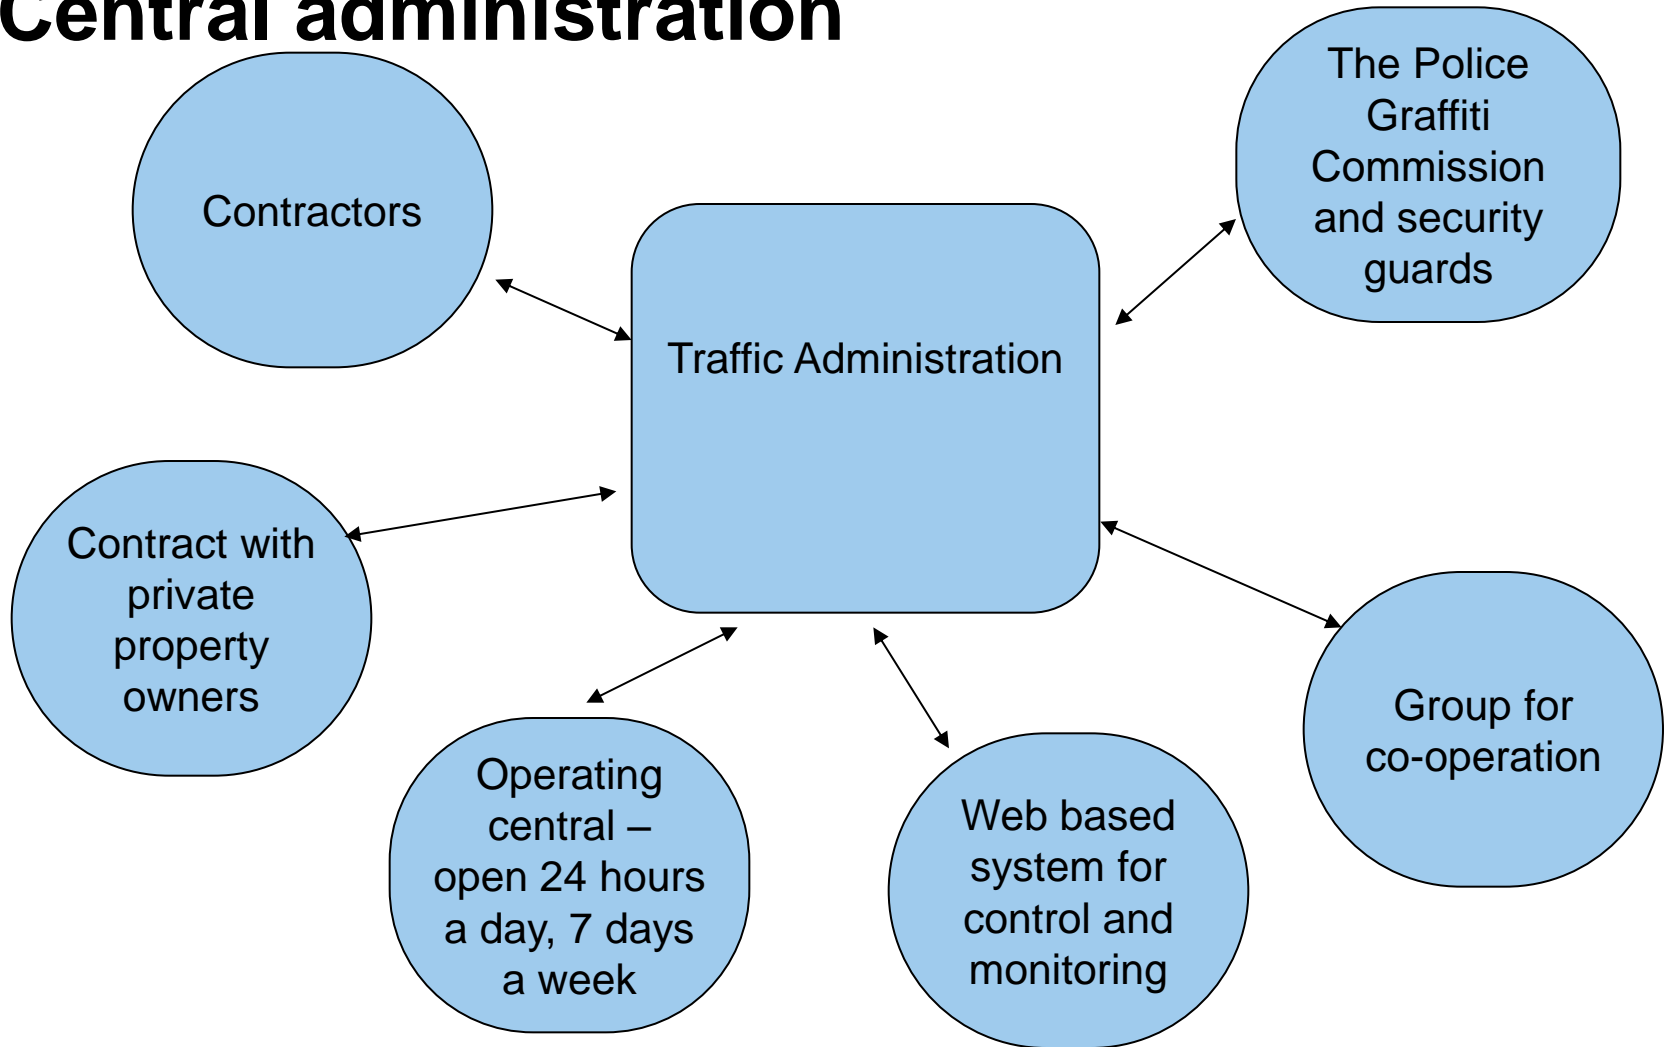 Central administration
The Police
Graffiti
Commission
and security
guards
Contractors
Traffic Administration
Contract with
private
property
owners
Group for
co-operation
Operating
central –
open 24 hours
a day, 7 days
a week
Web based
system for
control and
monitoring